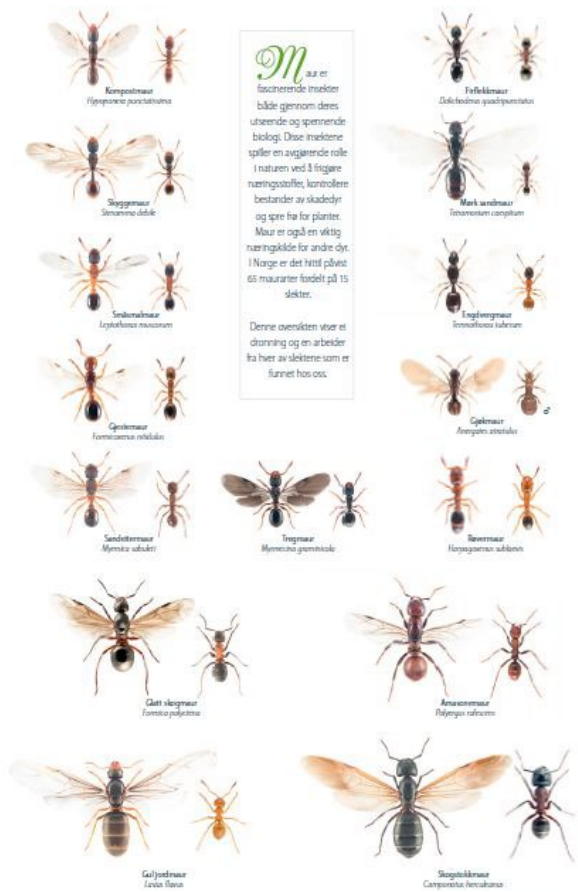 Kompostmaur
Hypoponera punctatissima
Skyggemaur
Stenamma debile
Småsmalmaur
Leptothorax muscorum
Gjestemaur
Formicoxenus nitidulus
Maur er
fascinerende insekter
både gjennom deres
utseende og spennende
biologi. Disse insektene
spiller en avgjørende rolle
i naturen ved å frigjøre
næringsstoffer, kontrollere
bestander av skadedyr
og spre frø for planter.
Maur er også en viktig
næringskilde for andre dyr.
I Norge er det hittil påvist
65 maurarter fordelt på 15
slekter.
Denne oversikten viser ei
dronning og en arbeider
fra hver av slektene som er
funnet hos oss.
Firflekkmaur
Dolichoderus quadripunctatus
Mørk sandmaur
Tetramorium caespitum
Engdvergmaur
Temnothorax tuberum
Gjøkmaur
Anergates atratulus
♂
Sandeitermaur
Myrmica sabuleti
Tregmaur
Myrmecina graminicola
Røvermaur
Harpagoxenus sublaevis
Glatt skogmaur
Formica polyctena
Amasonemaur
Polyergus rufescens
Gul jordmaur
Lasius flavus
Skogstokkmaur
Camponotus herculeanus